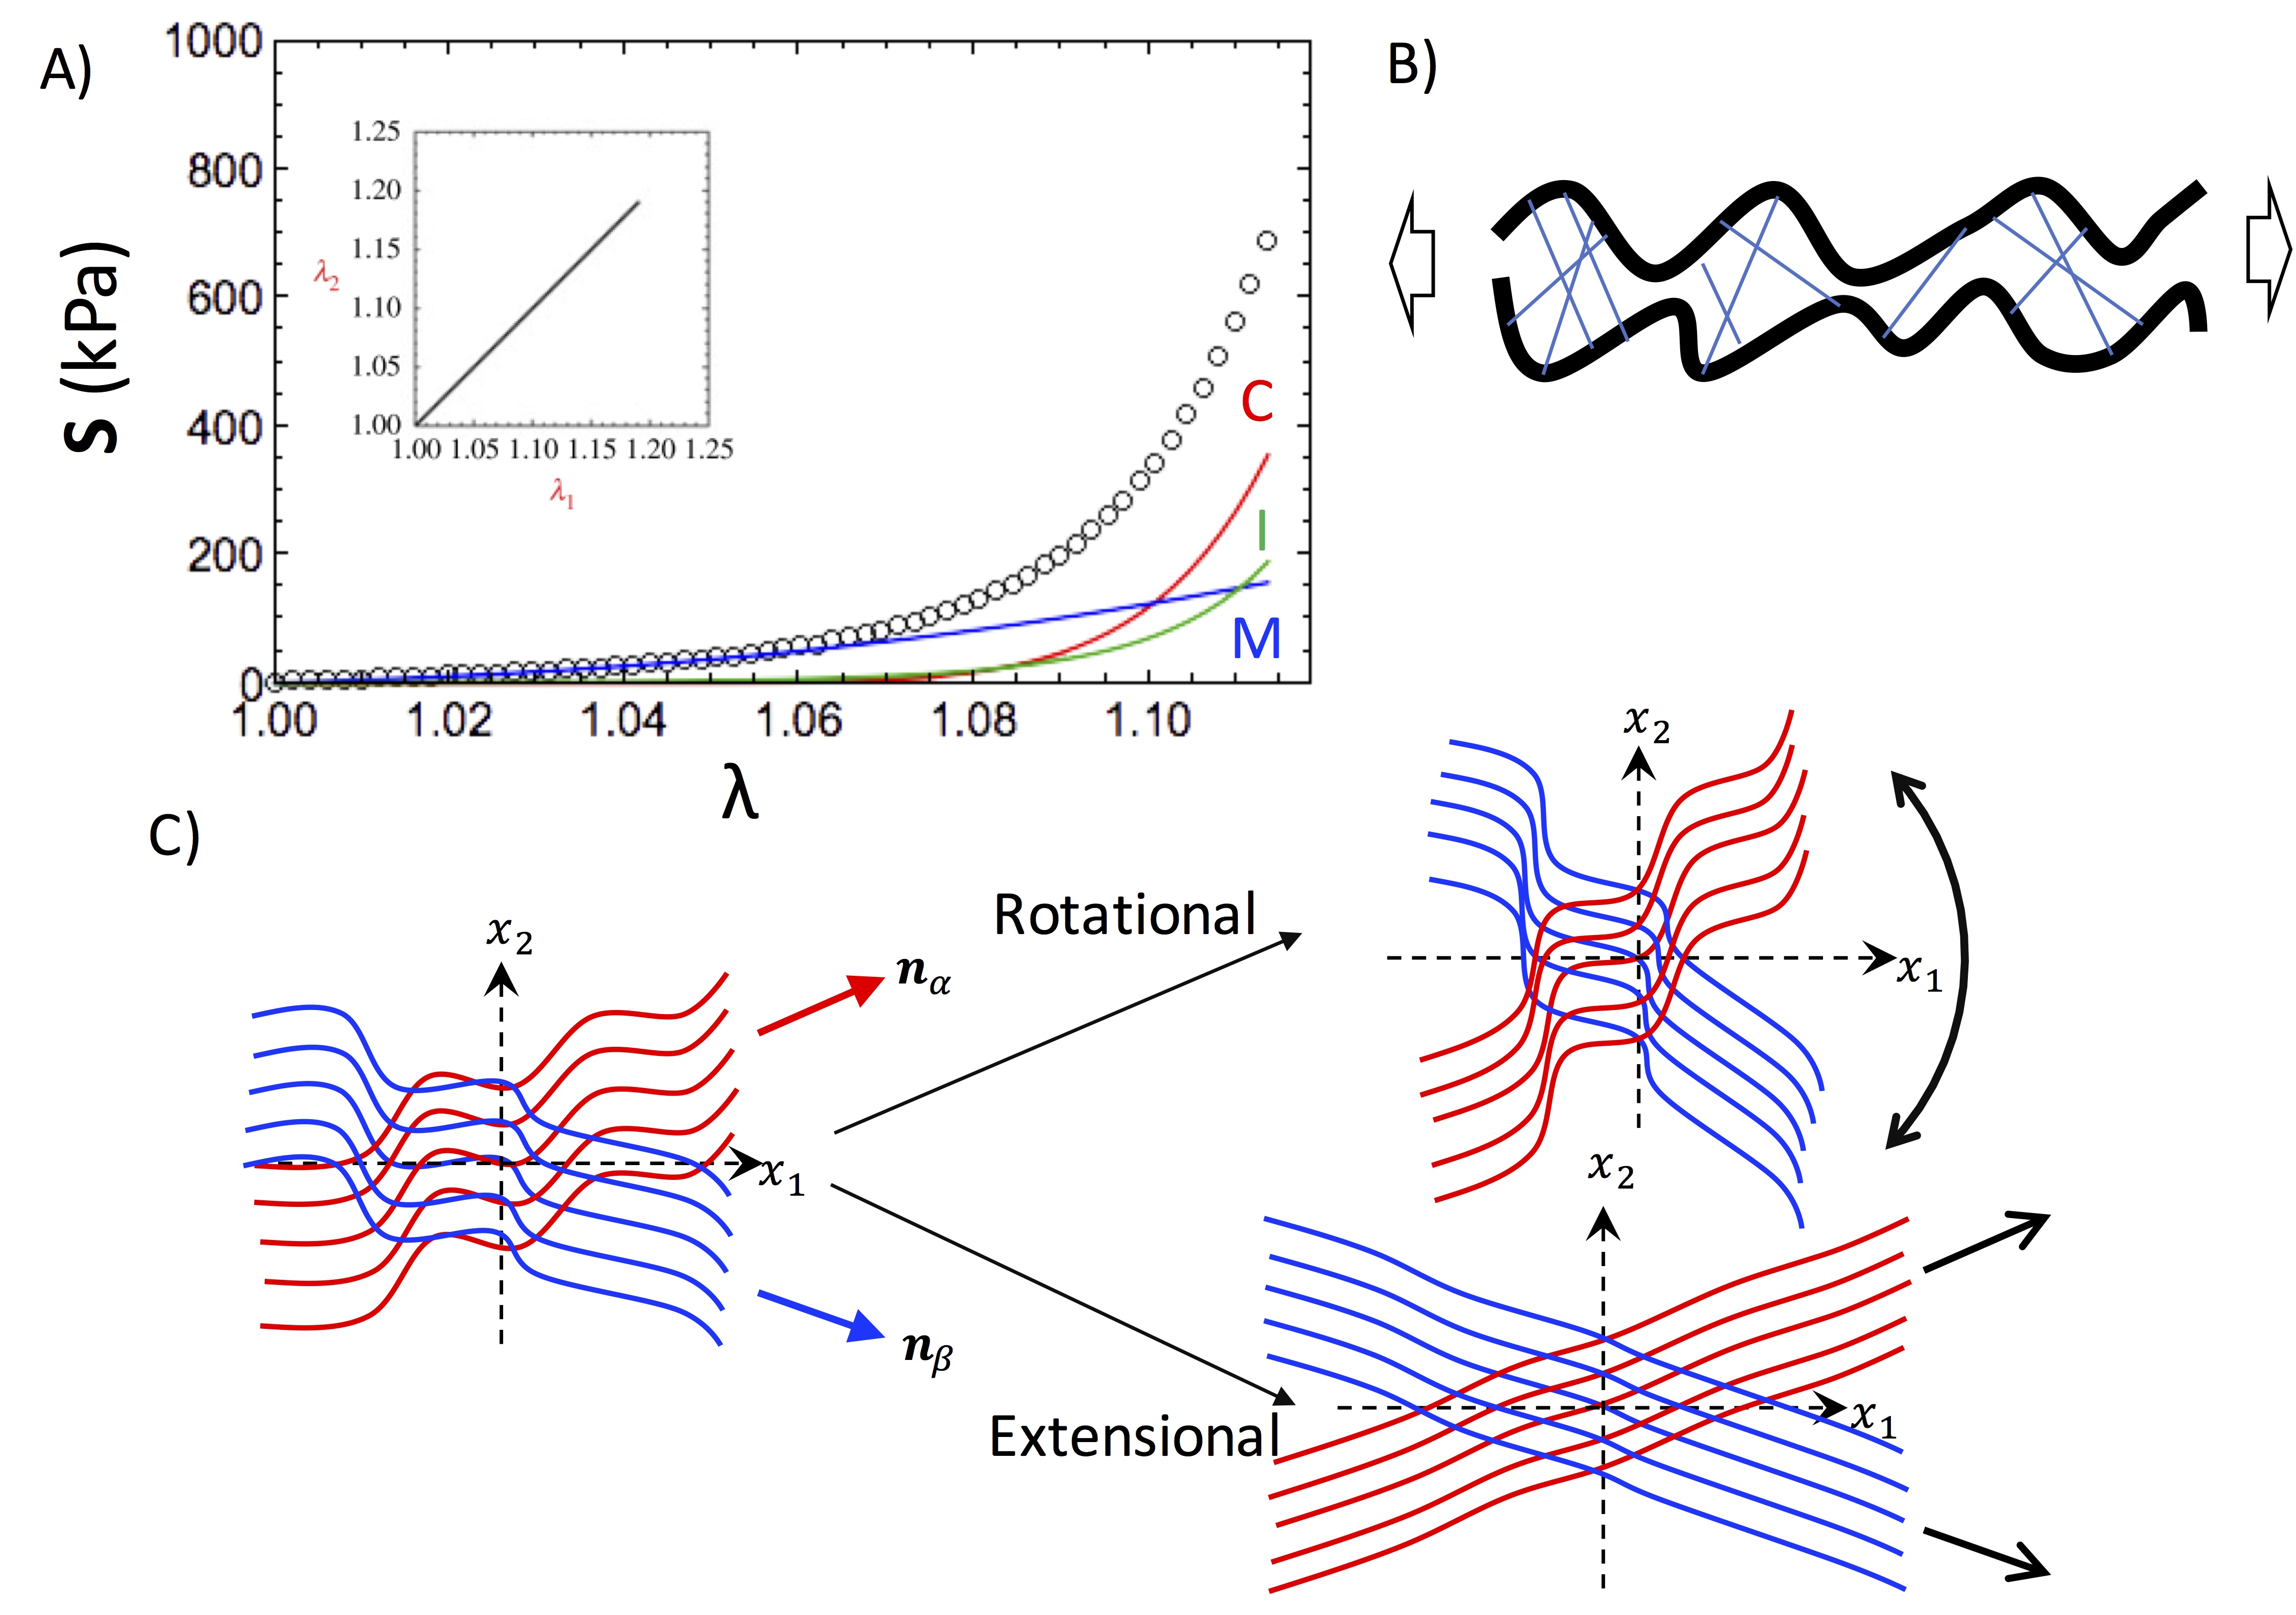 A)
S (kPa)
1000
800
600
400
200
0
1.00 1.02 1.04 1.06 1.08 1.10
λ
1.25
1.20
1.15
1.10
1.05
1.00
λ2
1.00 1.05 1.10 1.15 1.20 1.25
λ1
C
I
M
B)
C)
x2
x1
nα
nβ
Rotational
Extensional
x2
x1
x2
x1